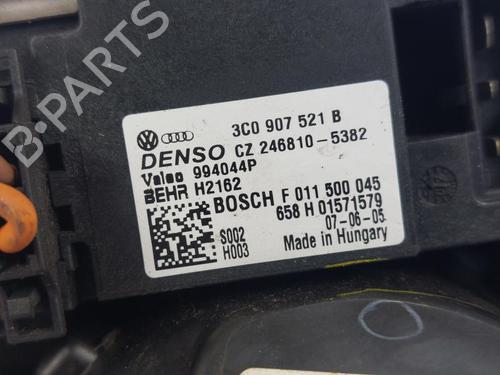 3C0 907 521 B
DENSO CZ 246810-5382
Valeo 994044P
BEHR H2162
BOSCH F 011 500 045
658 H 01571579
07-06-05
S002
H003
Made in Hungary